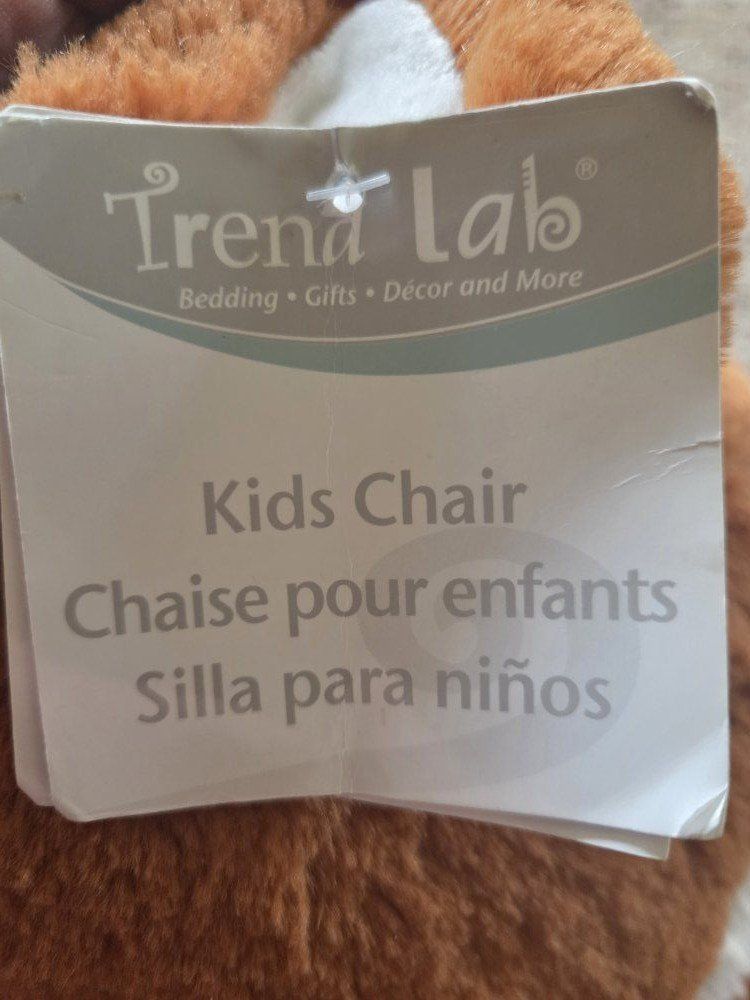 Trend Lab®
Bedding • Gifts • Décor and More
Kids Chair
Chaise pour enfants
Silla para niños